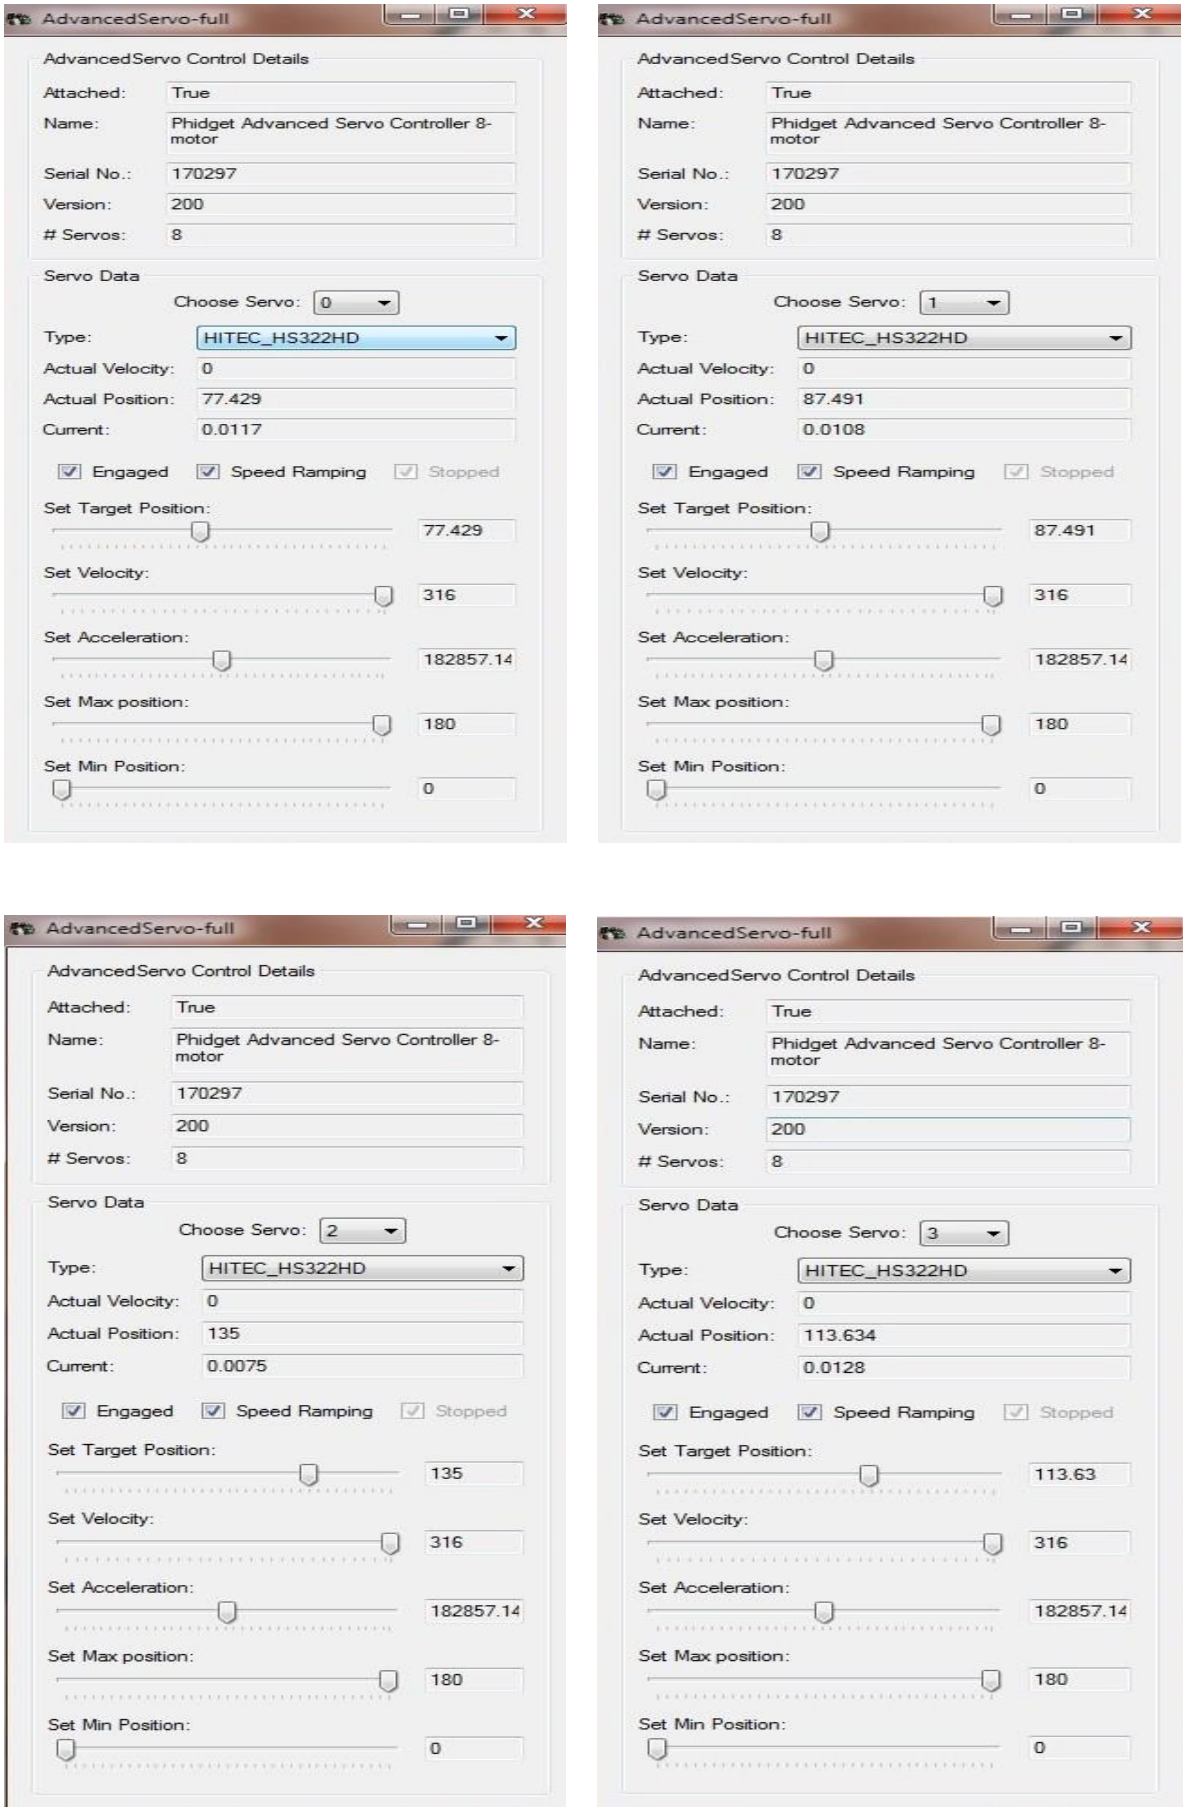 AdvancedServo-full
AdvancedServo Control Details
Attached: True
Name: Phidget Advanced Servo Controller 8-
motor
Serial No.: 170297
Version: 200
# Servos: 8
Servo Data
Choose Servo: 0
Type: HITEC_HS322HD
Actual Velocity: 0
Actual Position: 77.429
Current: 0.0117
Engaged Speed Ramping Stopped
Set Target Position:
77.429
Set Velocity:
316
Set Acceleration:
182857.14
Set Max position:
180
Set Min Position:
0
AdvancedServo-full
AdvancedServo Control Details
Attached: True
Name: Phidget Advanced Servo Controller 8-
motor
Serial No.: 170297
Version: 200
# Servos: 8
Servo Data
Choose Servo: 1
Type: HITEC_HS322HD
Actual Velocity: 0
Actual Position: 87.491
Current: 0.0108
Engaged Speed Ramping Stopped
Set Target Position:
87.491
Set Velocity:
316
Set Acceleration:
182857.14
Set Max position:
180
Set Min Position:
0
AdvancedServo-full
AdvancedServo Control Details
Attached: True
Name: Phidget Advanced Servo Controller 8-
motor
Serial No.: 170297
Version: 200
# Servos: 8
Servo Data
Choose Servo: 2
Type: HITEC_HS322HD
Actual Velocity: 0
Actual Position: 135
Current: 0.0075
Engaged Speed Ramping Stopped
Set Target Position:
135
Set Velocity:
316
Set Acceleration:
182857.14
Set Max position:
180
Set Min Position:
0
AdvancedServo-full
AdvancedServo Control Details
Attached: True
Name: Phidget Advanced Servo Controller 8-
motor
Serial No.: 170297
Version: 200
# Servos: 8
Servo Data
Choose Servo: 3
Type: HITEC_HS322HD
Actual Velocity: 0
Actual Position: 113.634
Current: 0.0128
Engaged Speed Ramping Stopped
Set Target Position:
113.63
Set Velocity:
316
Set Acceleration:
182857.14
Set Max position:
180
Set Min Position:
0